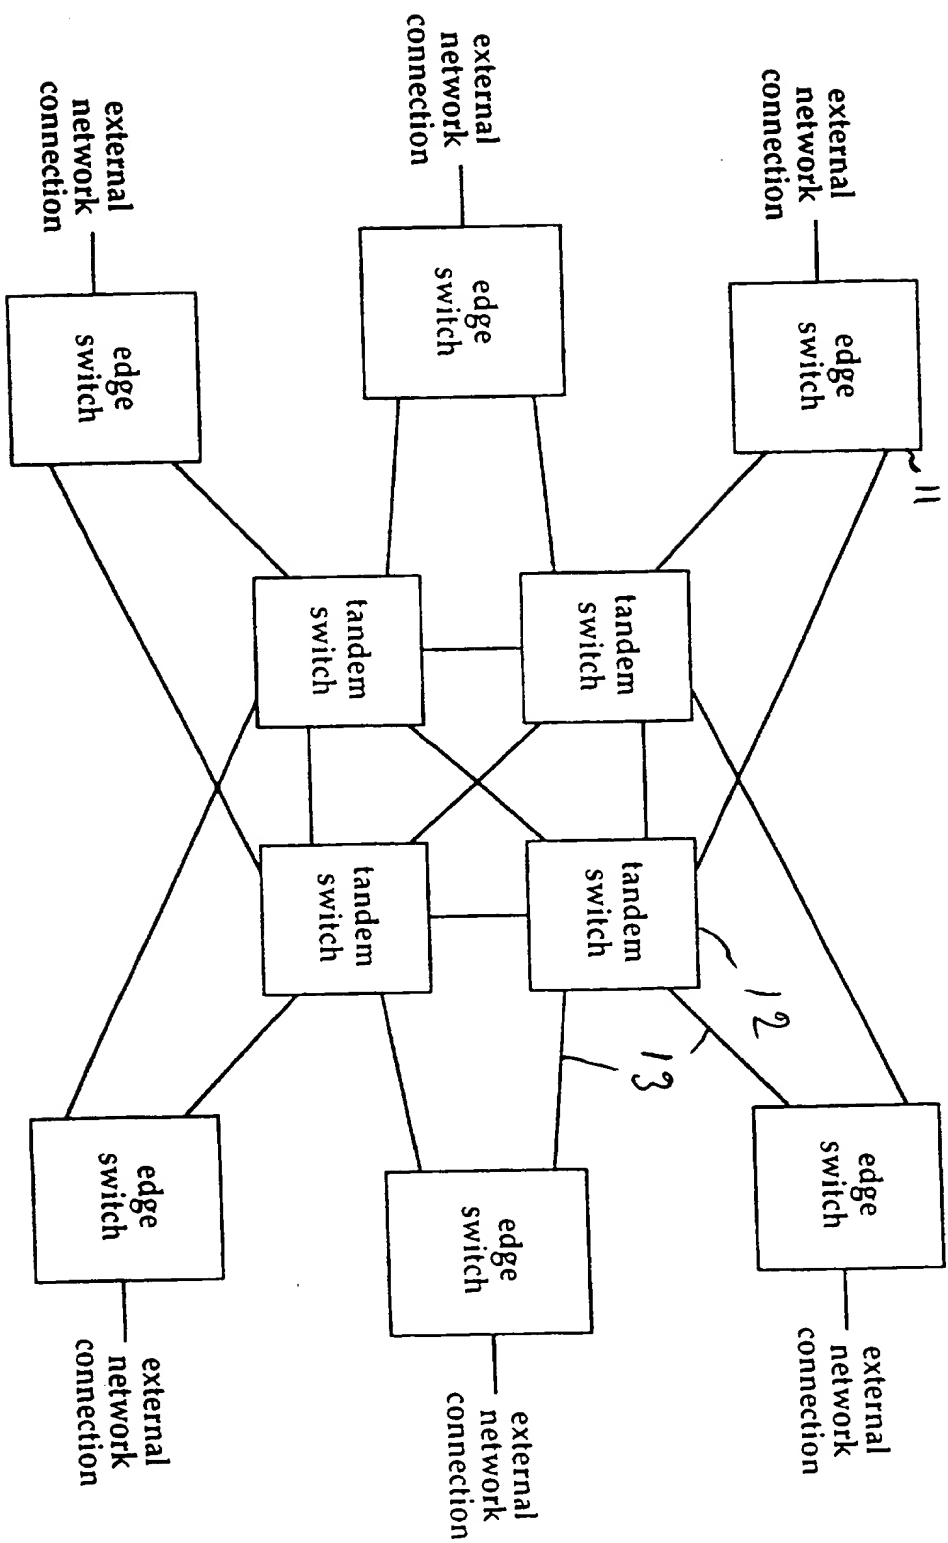 external
network
connection
edge
switch
11
edge
switch
external
network
connection
tandem
switch
tandem
switch
12
13
external
network
connection
edge
switch
edge
switch
external
network
connection
tandem
switch
tandem
switch
external
network
connection
edge
switch
edge
switch
external
network
connection